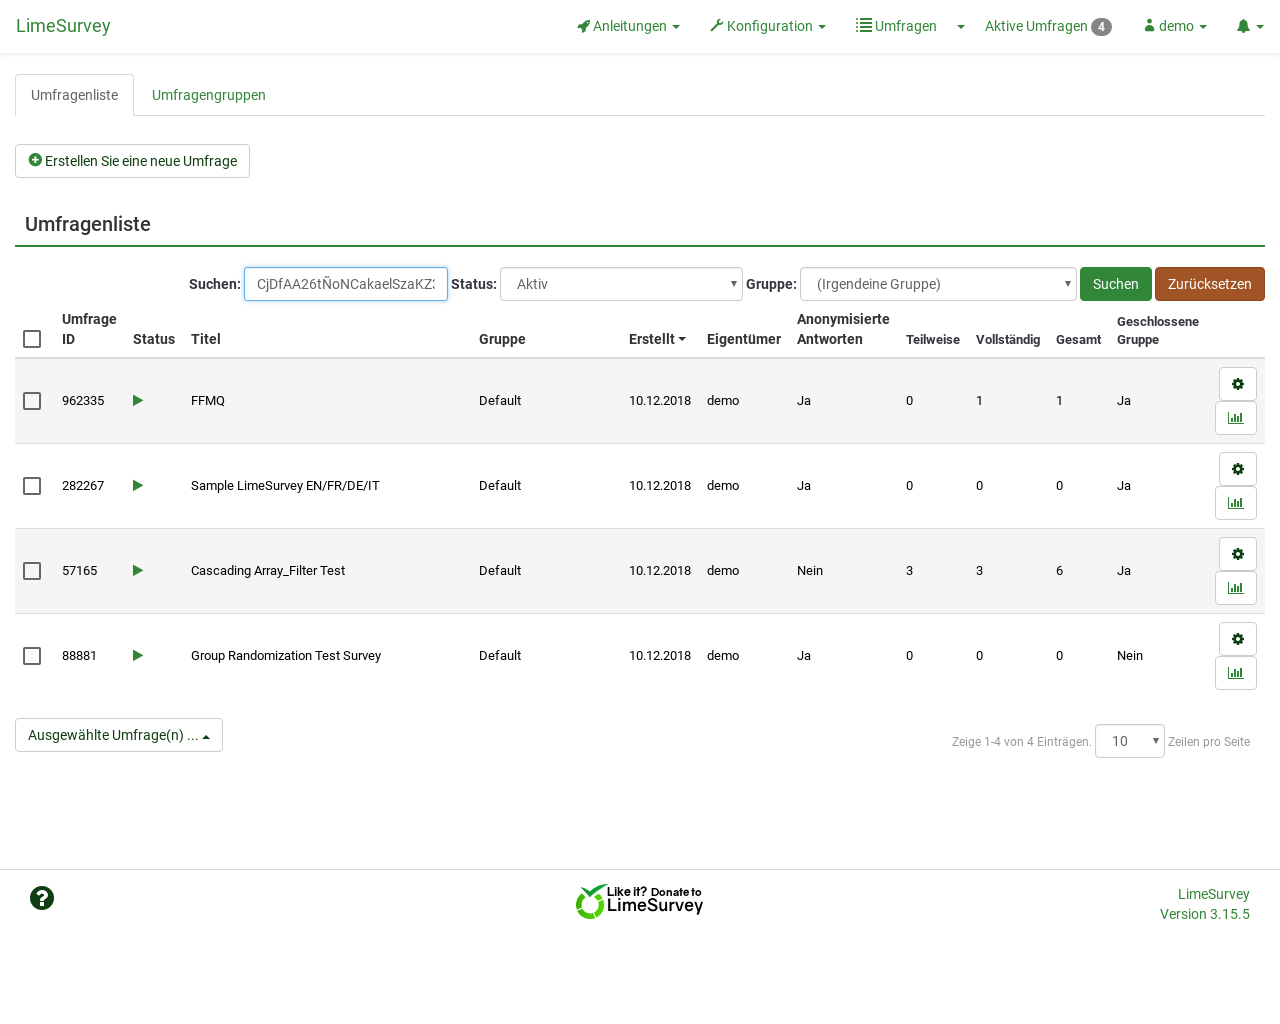 LimeSurvey Anleitungen Konfiguration Umfragen Aktive Umfragen 4 demo
Umfragenliste Umfragengruppen
Erstellen Sie eine neue Umfrage
Umfragenliste
Suchen: CjDfAA26tÑoNCakaelSzaKZ Status: Aktiv Gruppe: (Irgendeine Gruppe) Suchen Zurücksetzen
Umfrage ID Status Titel Gruppe Erstellt Eigentümer Anonymisierte Antworten Teilweise Vollständig Gesamt Geschlossene Gruppe
962335 FFMQ Default 10.12.2018 demo Ja 0 1 1 Ja
282267 Sample LimeSurvey EN/FR/DE/IT Default 10.12.2018 demo Ja 0 0 0 Ja
57165 Cascading Array_Filter Test Default 10.12.2018 demo Nein 3 3 6 Ja
88881 Group Randomization Test Survey Default 10.12.2018 demo Ja 0 0 0 Nein
Ausgewählte Umfrage(n) ... Zeige 1-4 von 4 Einträgen. 10 Zeilen pro Seite
Like it? Donate to
LimeSurvey
LimeSurvey
Version 3.15.5